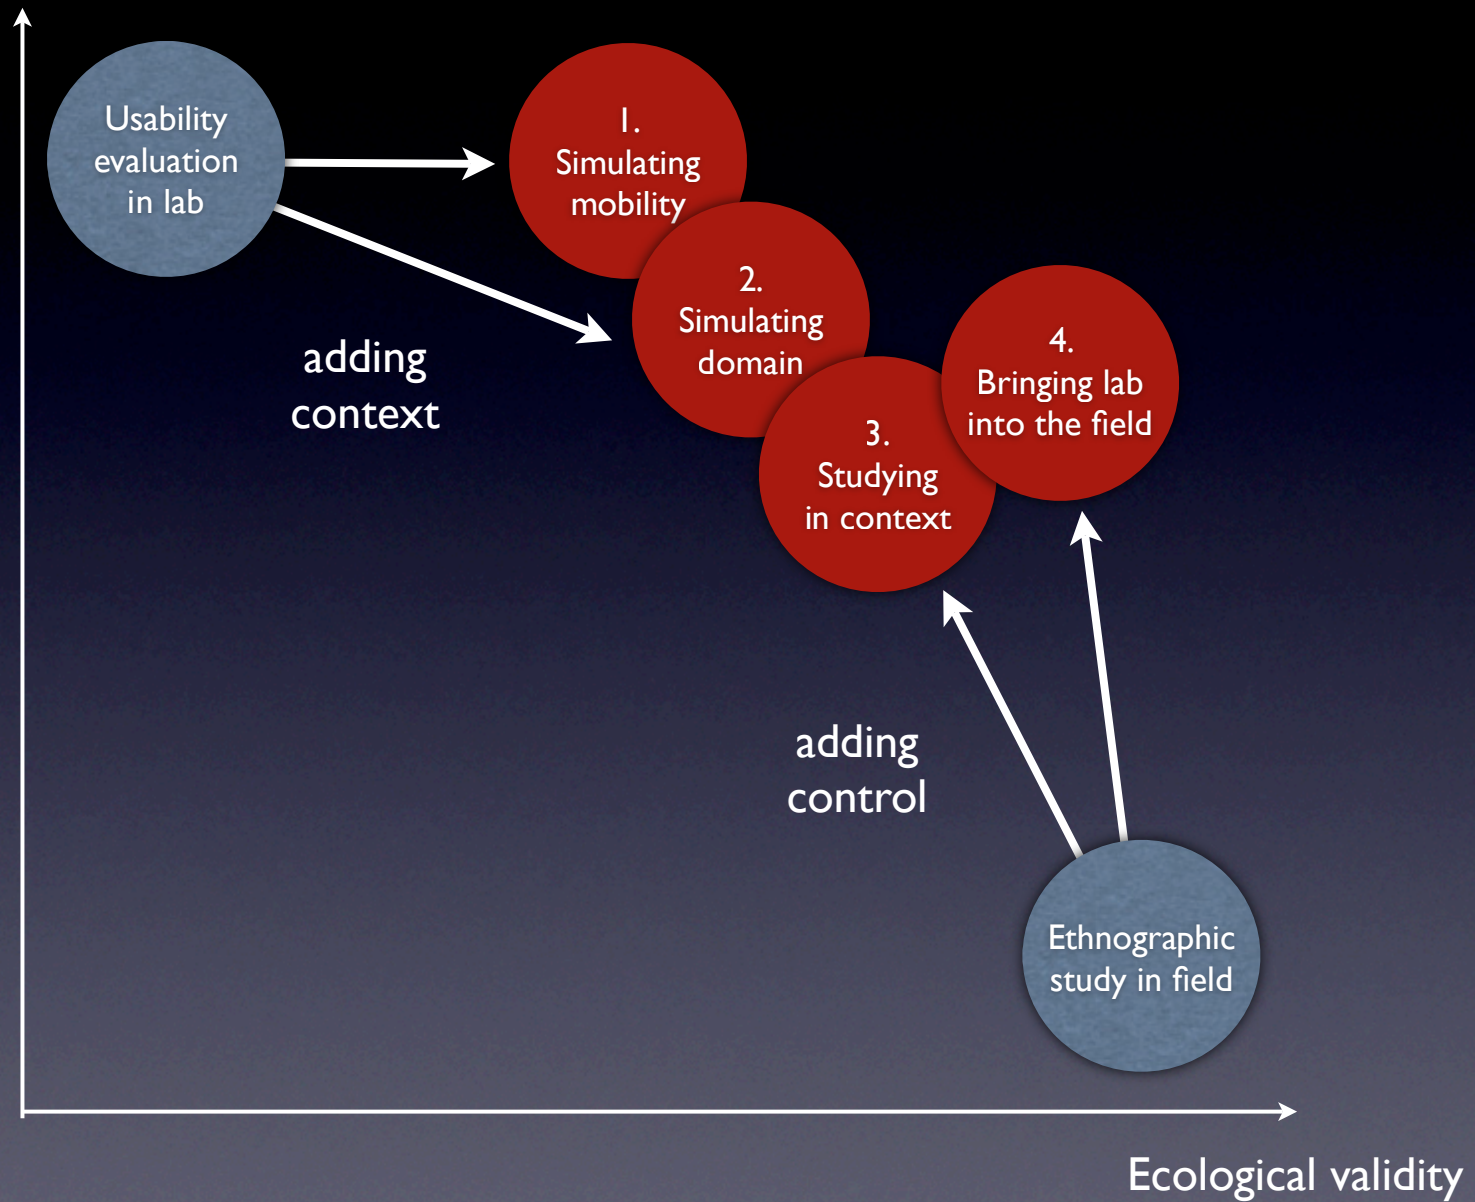 Usability
evaluation
in lab
1.
Simulating
mobility
2.
Simulating
domain
adding
context
3.
Studying
in context
4.
Bringing lab
into the field
adding
control
Ethnographic
study in field
Ecological validity